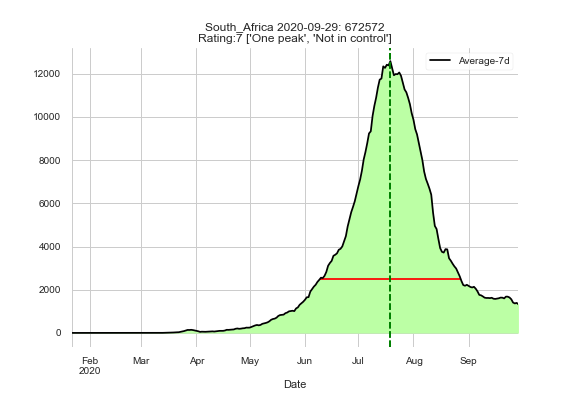 South_Africa 2020-09-29: 672572
Rating:7 ['One peak', 'Not in control']
Average-7d
12000
10000
8000
6000
4000
2000
0
Feb Mar Apr May Jun Jul Aug Sep
2020
Date